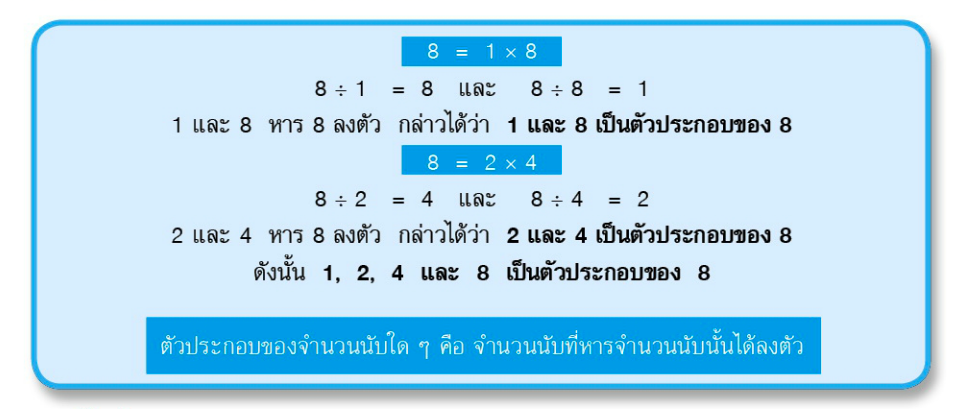 8 = 1 × 8
8 ÷ 1 = 8 และ 8 ÷ 8 = 1
1 และ 8 หาร 8 ลงตัว กล่าวได้ว่า 1 และ 8 เป็นตัวประกอบของ 8
8 = 2 × 4
8 ÷ 2 = 4 และ 8 ÷ 4 = 2
2 และ 4 หาร 8 ลงตัว กล่าวได้ว่า 2 และ 4 เป็นตัวประกอบของ 8
ดังนั้น 1, 2, 4 และ 8 เป็นตัวประกอบของ 8
ตัวประกอบของจำนวนนับใด ๆ คือ จำนวนนับที่หารจำนวนนับนั้นได้ลงตัว